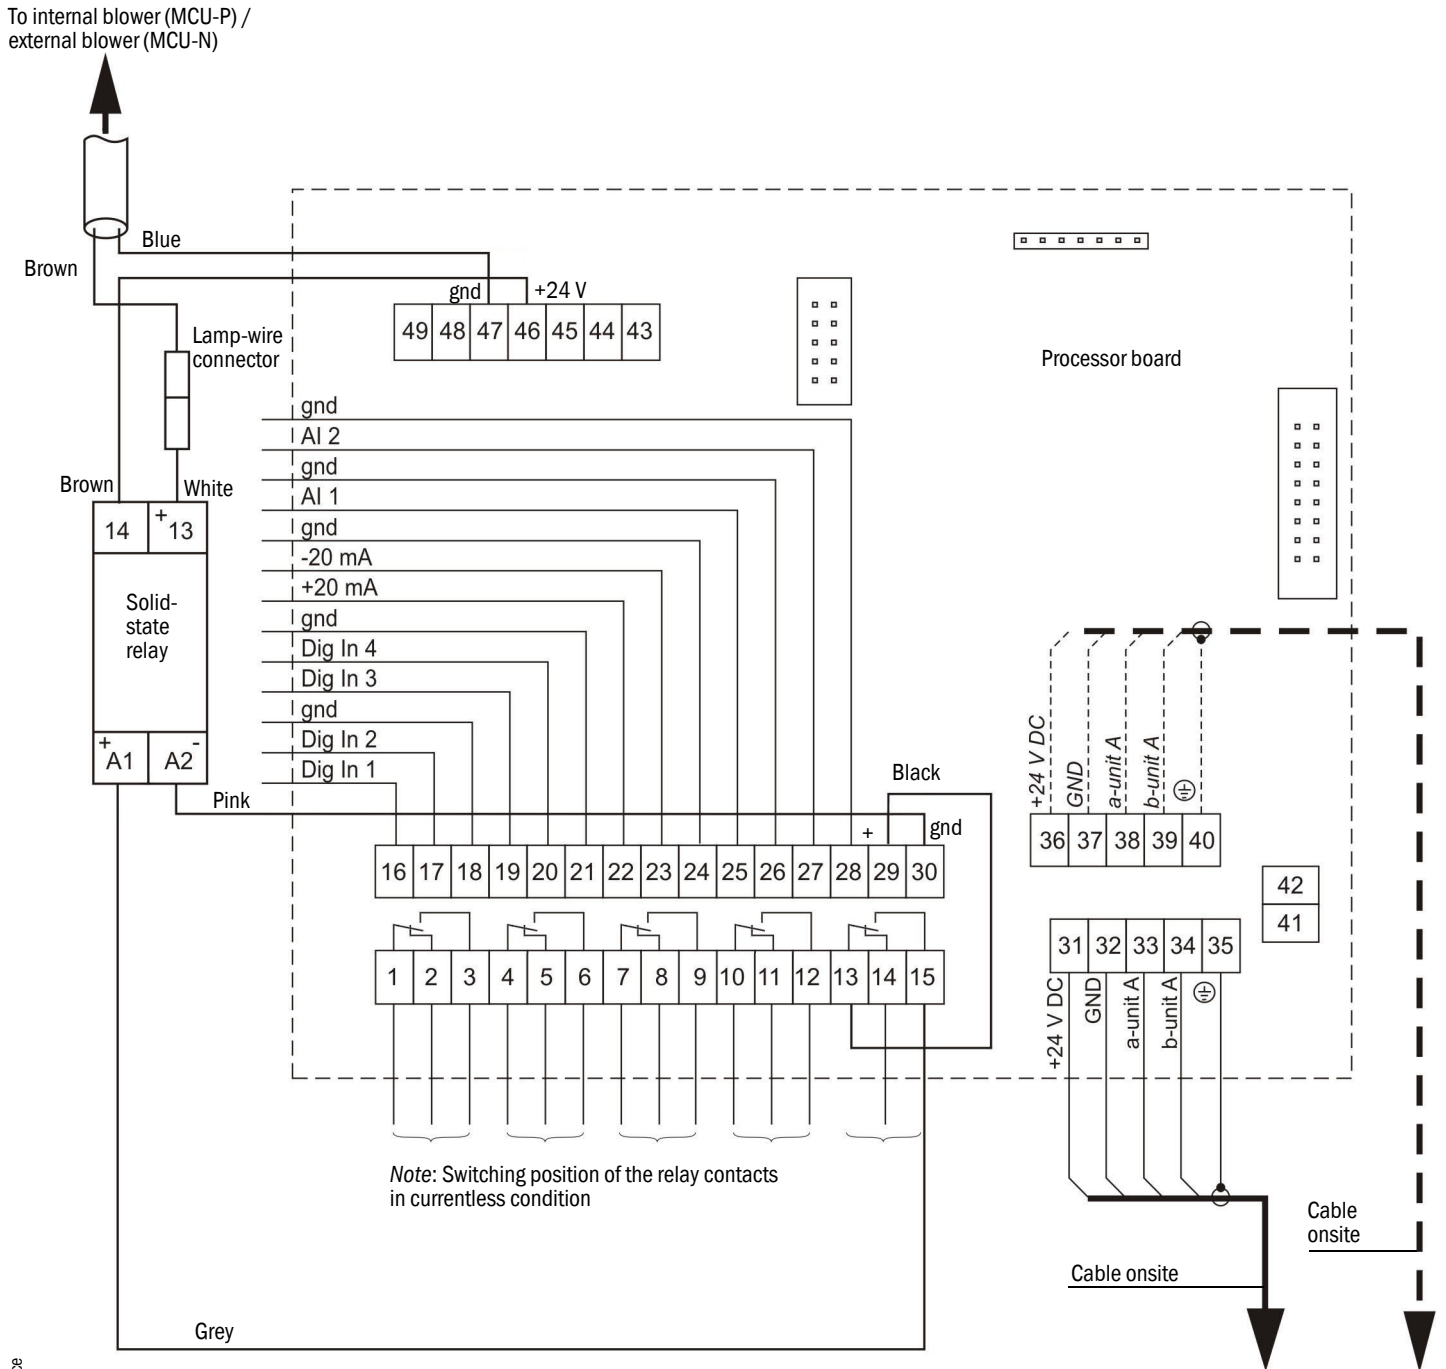 To internal blower (MCU-P) /
external blower (MCU-N)
Blue
Brown
gnd
+24 V
49 48 47 46 45 44 43
Lamp-wire
connector
Processor board
gnd
AI 2
gnd
AI 1
Brown
White
14
+
13
gnd
-20 mA
+20 mA
gnd
Dig In 4
Dig In 3
gnd
Dig In 2
Dig In 1
Solid-
state
relay
+
A1
A2
-
Pink
Black
+
gnd
+24 V DC
GND
a-unit A
b-unit A
36 37 38 39 40
16 17 18 19 20 21 22 23 24 25 26 27 28 29 30
42
41
31 32 33 34 35
1 2 3 4 5 6 7 8 9 10 11 12 13 14 15
+24 V DC
GND
a-unit A
b-unit A
Note: Switching position of the relay contacts
in currentless condition
Cable
onsite
Cable onsite
Grey